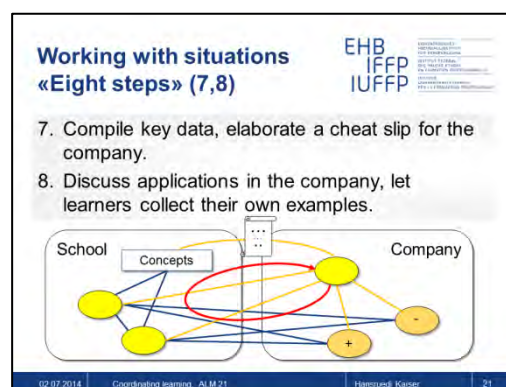 Working with situations
«Eight steps» (7,8)
EHB
IFFP
IUFFP
7. Compile key data, elaborate a cheat slip for the
company.
8. Discuss applications in the company, let
learners collect their own examples.
School
Company
Concepts
-
+
02.07.2014
Coordinating learning ALM 21
Hansruedi Kaiser
21